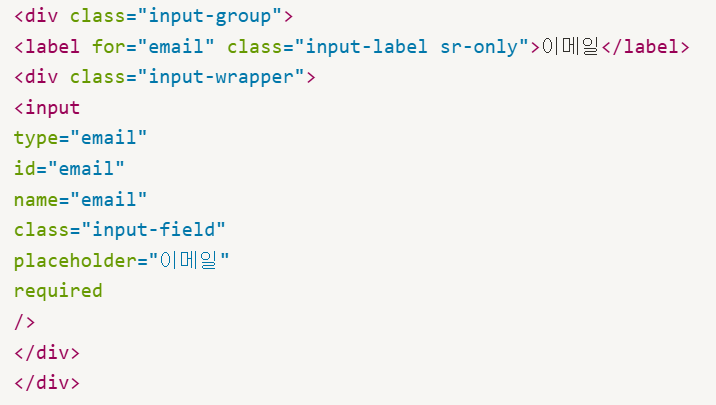 <div class="input-group">
<label for="email" class="input-label sr-only">이메일</label>
<div class="input-wrapper">
<input
type="email"
id="email"
name="email"
class="input-field"
placeholder="이메일"
required
/>
</div>
</div>